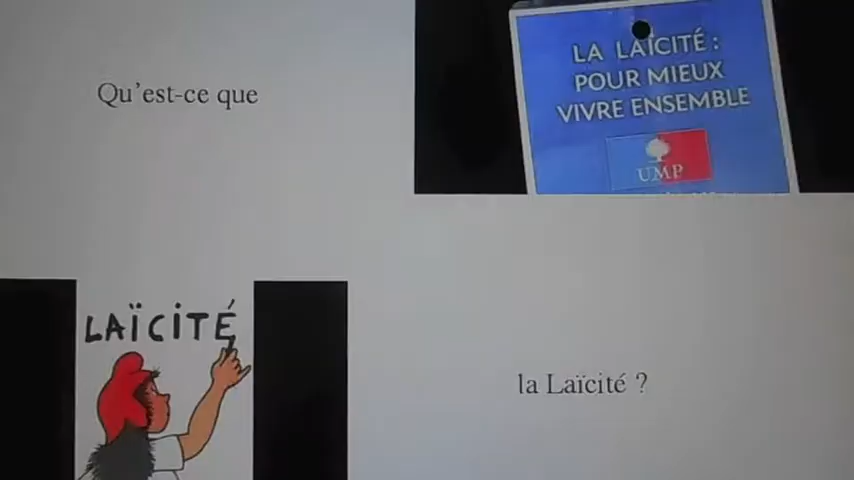 Qu'est-ce que
LA LAÏCITÉ :
POUR MIEUX
VIVRE ENSEMBLE
UMP
LAÏCITÉ
la Laïcité ?